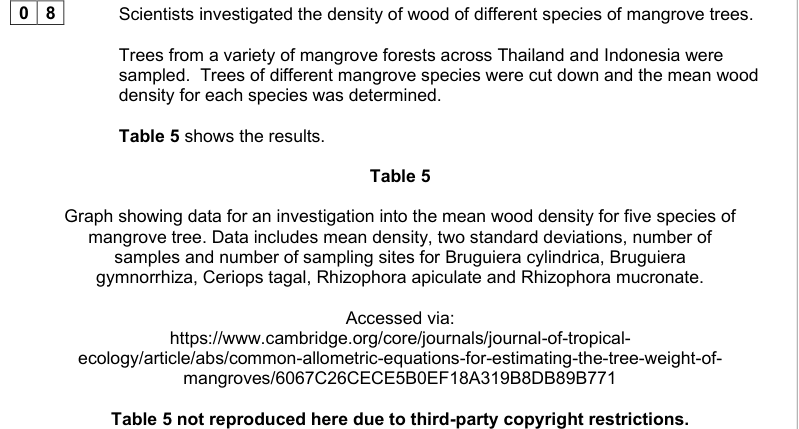 0 8 Scientists investigated the density of wood of different species of mangrove trees.
Trees from a variety of mangrove forests across Thailand and Indonesia were
sampled. Trees of different mangrove species were cut down and the mean wood
density for each species was determined.
Table 5 shows the results.
Table 5
Graph showing data for an investigation into the mean wood density for five species of
mangrove tree. Data includes mean density, two standard deviations, number of
samples and number of sampling sites for Bruguiera cylindrica, Bruguiera
gymnorrhiza, Ceriops tagal, Rhizophora apiculate and Rhizophora mucronate.
Accessed via:
https://www.cambridge.org/core/journals/journal-of-tropical-
ecology/article/abs/common-allometric-equations-for-estimating-the-tree-weight-of-
mangroves/6067C26CECE5B0EF18A319B8DB89B771
Table 5 not reproduced here due to third-party copyright restrictions.